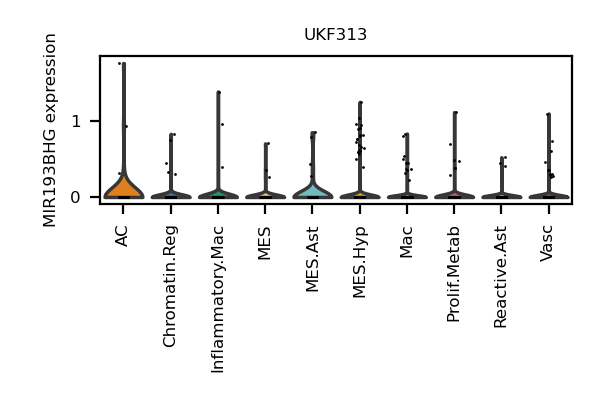 UKF313
MIR193BHG expression
1
0
AC
Chromatin.Reg
Inflammatory.Mac
MES
MES.Ast
MES.Hyp
Mac
Prolif.Metab
Reactive.Ast
Vasc